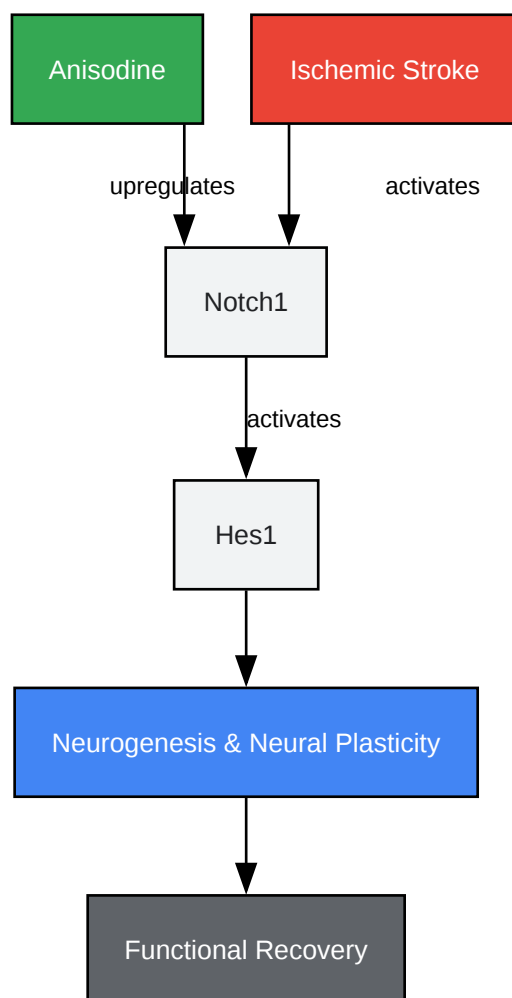 Anisodine
Ischemic Stroke
upregulates
activates
Notch1
activates
Hes1
Neurogenesis & Neural Plasticity
Functional Recovery